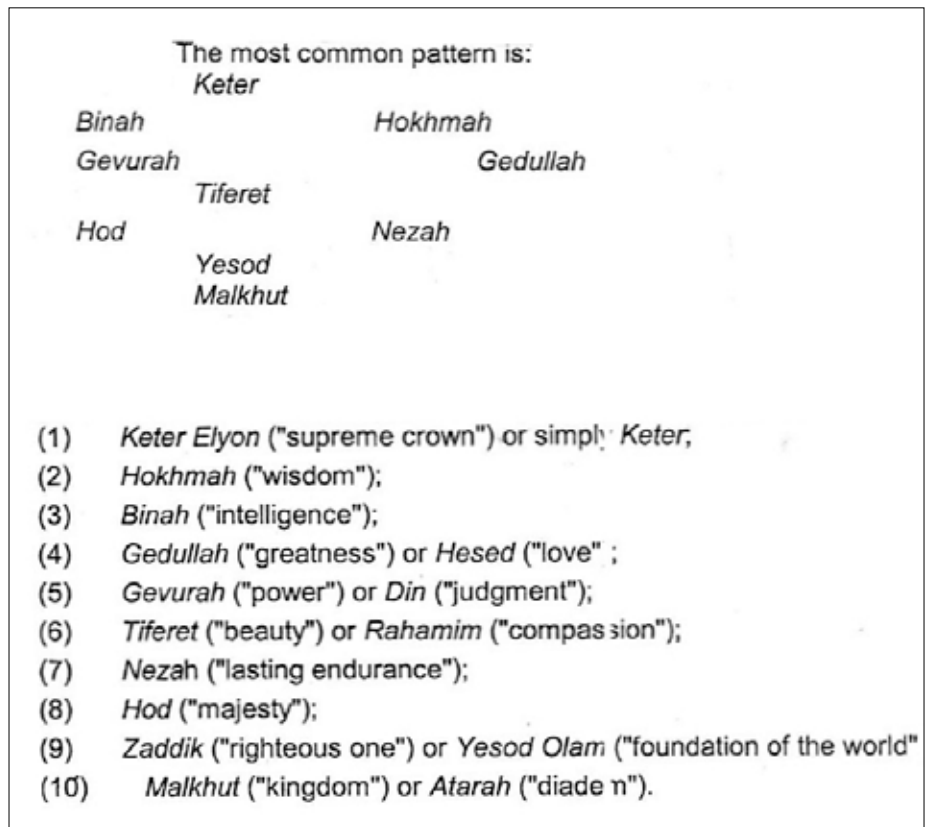 The most common pattern is:
Keter
Binah Hokhmah
Gevurah Gedullah
Tiferet
Hod Nezah
Yesod
Malkhut
(1) Keter Elyon ("supreme crown") or simply Keter;
(2) Hokhmah ("wisdom");
(3) Binah ("intelligence");
(4) Gedullah ("greatness") or Hesed ("love" ;
(5) Gevurah ("power") or Din ("judgment");
(6) Tiferet ("beauty") or Rahamim ("compassion");
(7) Nezah ("lasting endurance");
(8) Hod ("majesty");
(9) Zaddik ("righteous one") or Yesod Olam ("foundation of the world"
(10) Malkhut ("kingdom") or Atarah ("diadem").